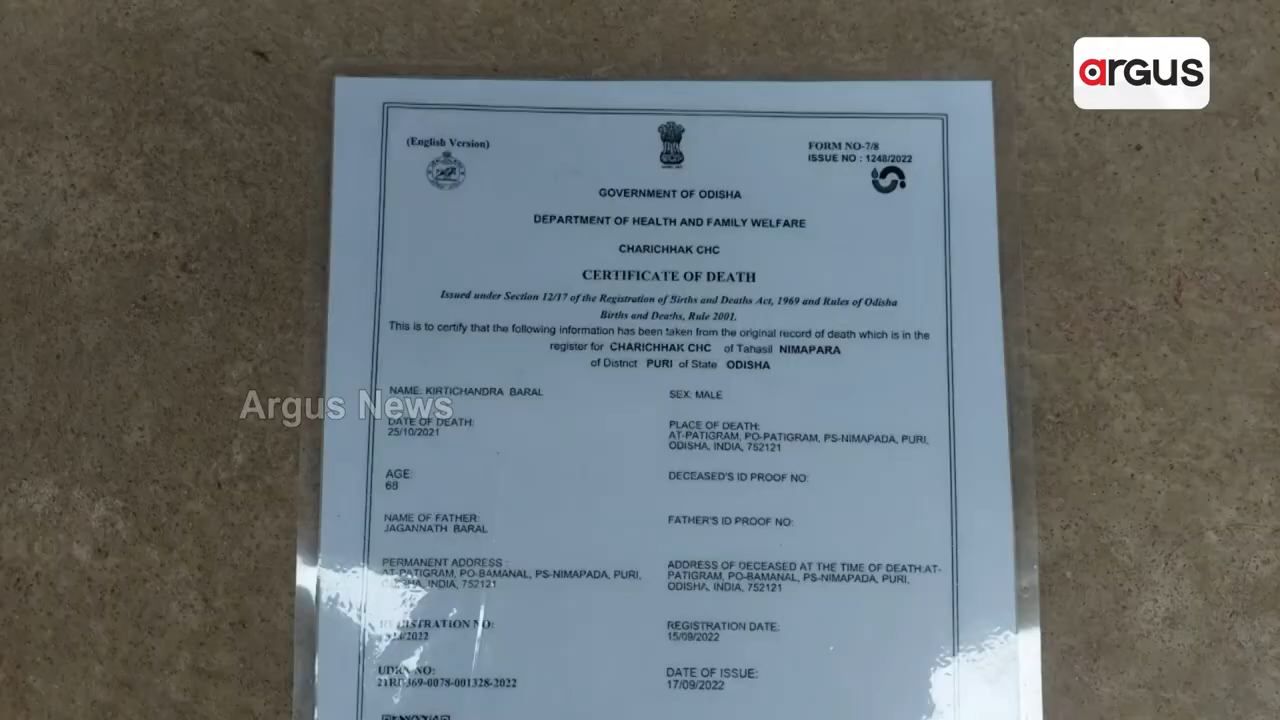 argus
(English Version)
FORM NO-7/8
ISSUE NO : 1248/2022
GOVERNMENT OF ODISHA
DEPARTMENT OF HEALTH AND FAMILY WELFARE
CHARICHHAK CHC
CERTIFICATE OF DEATH
Issued under Section 12/17 of the Registration of Births and Deaths Act, 1969 and Rules of Odisha
Births and Deaths, Rule 2001.
This is to certify that the following information has been taken from the original record of death which is in the
register for CHARICHHAK CHC of Tahasil NIMAPARA
of District PURI of State ODISHA
NAME: KIRTICHANDRA BARAL
SEX: MALE
Argus News
DATE OF DEATH:
25/10/2021
PLACE OF DEATH:
AT-PATIGRAM, PO-PATIGRAM, PS-NIMAPADA, PURI,
ODISHA, INDIA, 752121
AGE:
68
DECEASED'S ID PROOF NO:
NAME OF FATHER:
JAGANNATH BARAL
FATHER'S ID PROOF NO:
PERMANENT ADDRESS :
AT-PATIGRAM, PO-BAMANAL, PS-NIMAPADA, PURI,
ODISHA, INDIA, 752121
ADDRESS OF DECEASED AT THE TIME OF DEATH:AT-
PATIGRAM, PO-BAMANAL, PS-NIMAPADA, PURI,
ODISHA, INDIA, 752121
REGISTRATION NO:
REGISTRATION DATE:
15/09/2022
UDRN NO:
DATE OF ISSUE:
17/09/2022